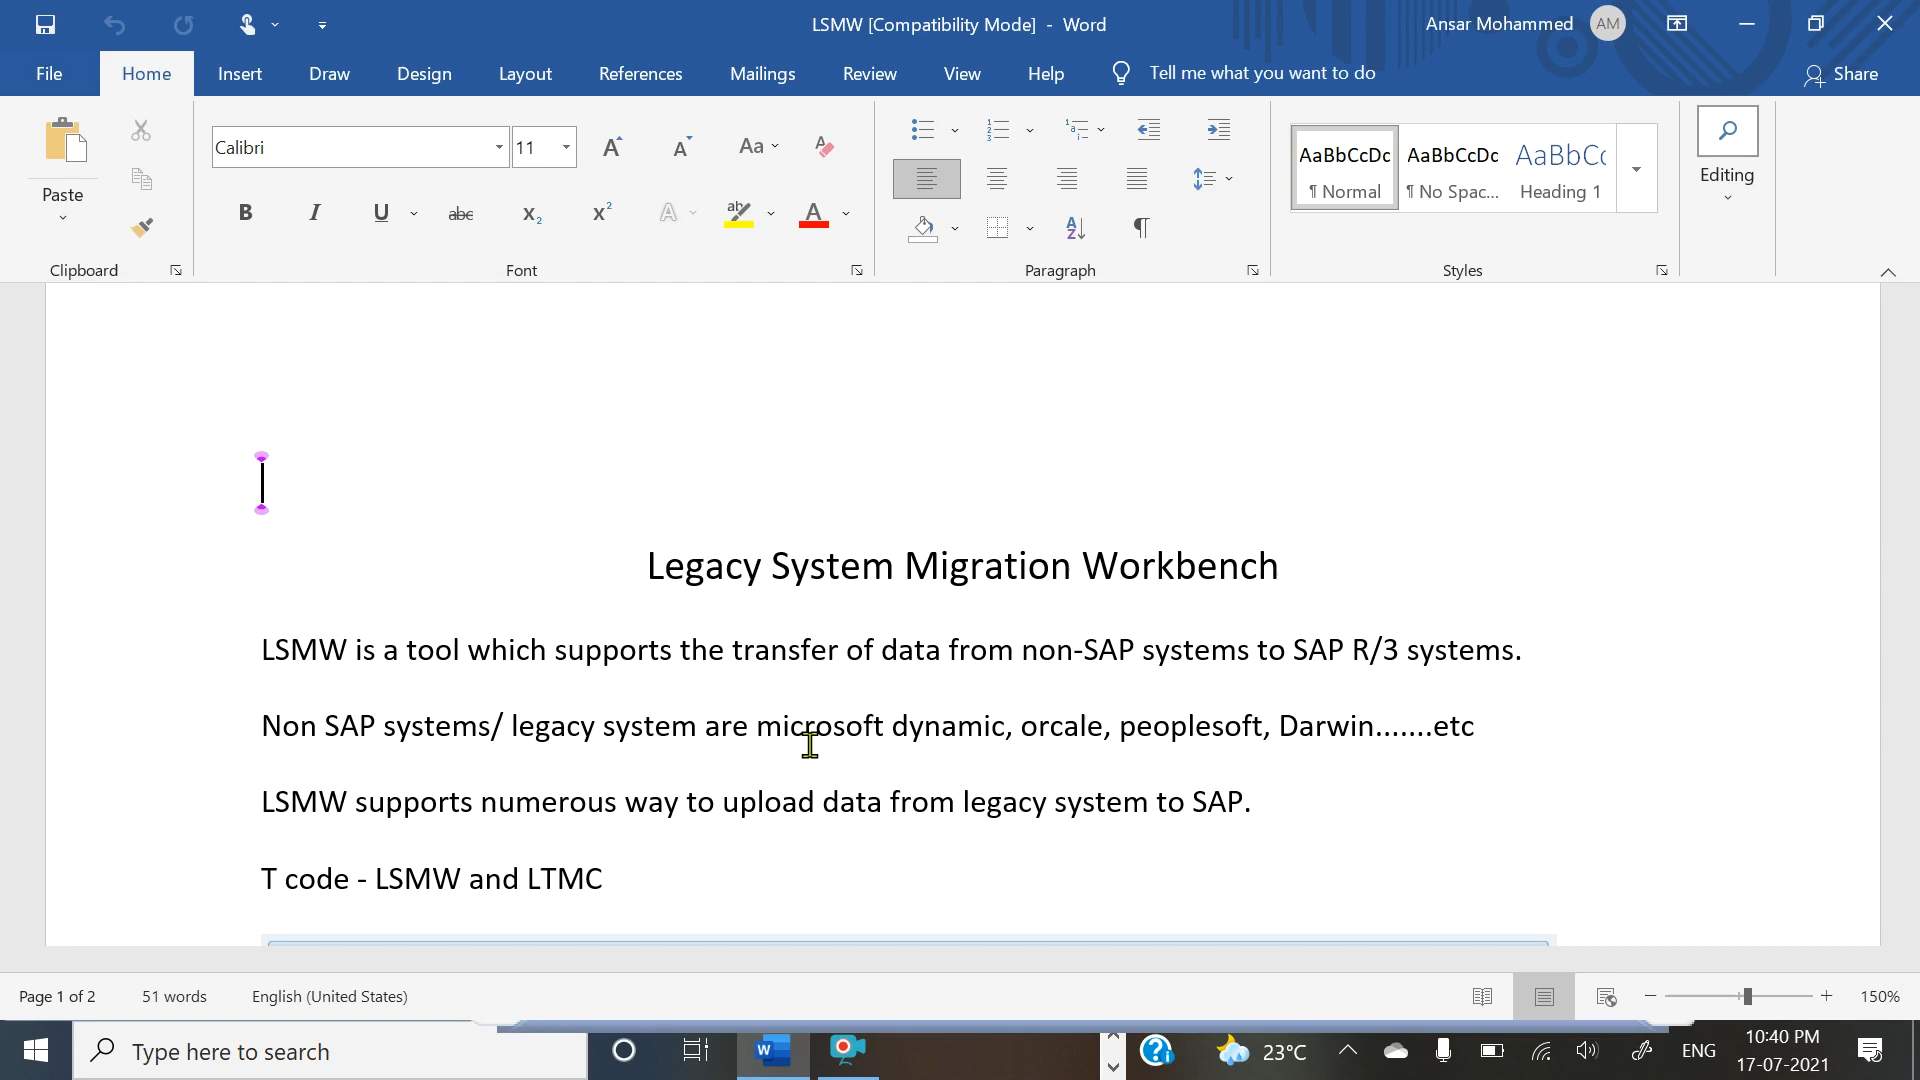 LSMW [Compatibility Mode] - Word
Ansar Mohammed
AM
File
Home
Insert
Draw
Design
Layout
References
Mailings
Review
View
Help
Tell me what you want to do
Share
Paste
Clipboard
Calibri
11
Aa
B
I
U
abc
X2
X2
A
ab
A
Font
Paragraph
AaBbCcDc
¶ Normal
AaBbCcDc
¶ No Spac...
AaBbCc
Heading 1
Styles
Editing
Legacy System Migration Workbench
LSMW is a tool which supports the transfer of data from non-SAP systems to SAP R/3 systems.
Non SAP systems/ legacy system are microsoft dynamic, orcale, peoplesoft, Darwin.......etc
LSMW supports numerous way to upload data from legacy system to SAP.
T code - LSMW and LTMC
Page 1 of 2
51 words
English (United States)
150%
Type here to search
23°C
ENG
10:40 PM
17-07-2021